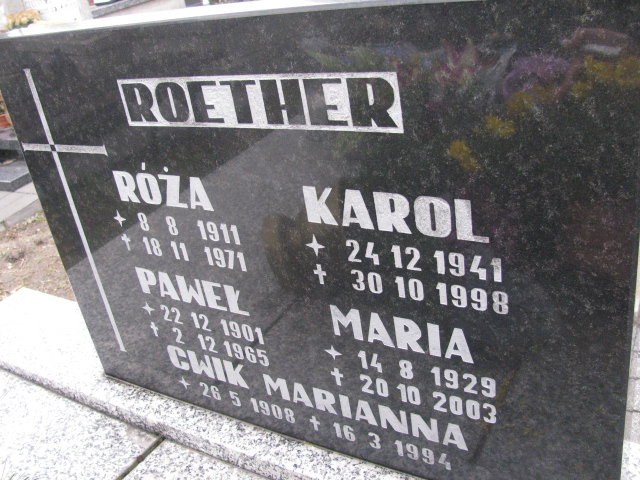 ROETHER
RÓŻA
✦ 8 8 1911
✝ 18 11 1971
KAROL
✦ 24 12 1941
✝ 30 10 1998
PAWEŁ
✦ 22 12 1901
✝ 2 12 1965
MARIA
✦ 14 8 1929
✝ 20 10 2003
CWIK MARIANNA
✦ 26 5 1908 ✝ 16 3 1994